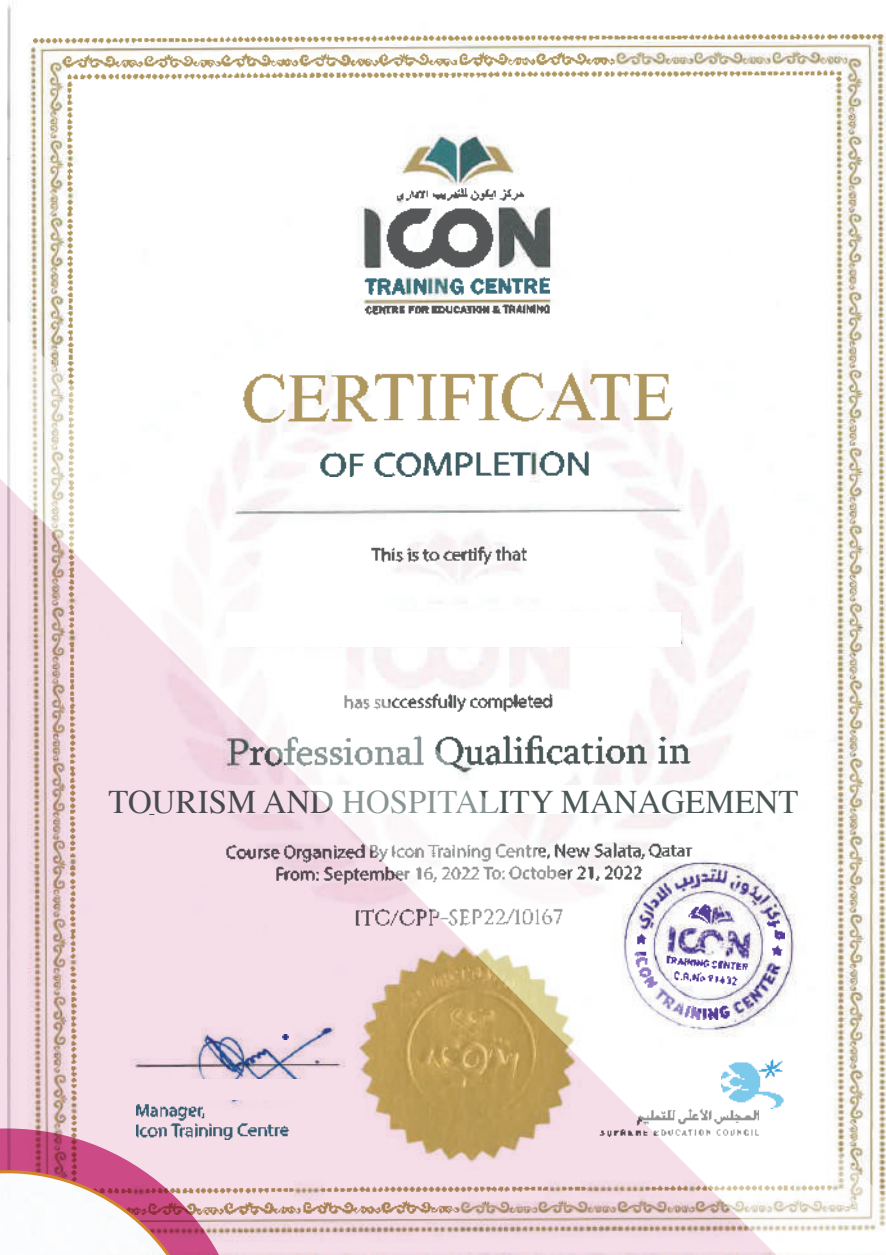 مركز ايكون للتدريب الاداري
ICON
TRAINING CENTRE
CENTRE FOR EDUCATION & TRAINING
CERTIFICATE
OF COMPLETION
This is to certify that
has successfully completed
Professional Qualification in
TOURISM AND HOSPITALITY MANAGEMENT
Course Organized By Icon Training Centre, New Salata, Qatar
From: September 16, 2022 To: October 21, 2022
ITC/CPP-SEP22/10167
مركز ايكون للتدريب الاداري
ICON
TRAINING CENTER
C.R.No 91432
ICON TRAINING CENTER
Manager,
Icon Training Centre
المجلس الأعلى للتعليم
SUPREME EDUCATION COUNCIL
ICON